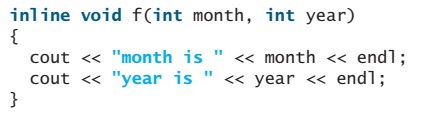 inline void f(int month, int year)
{
  cout << "month is " << month << endl;
  cout << "year is " << year << endl;
}